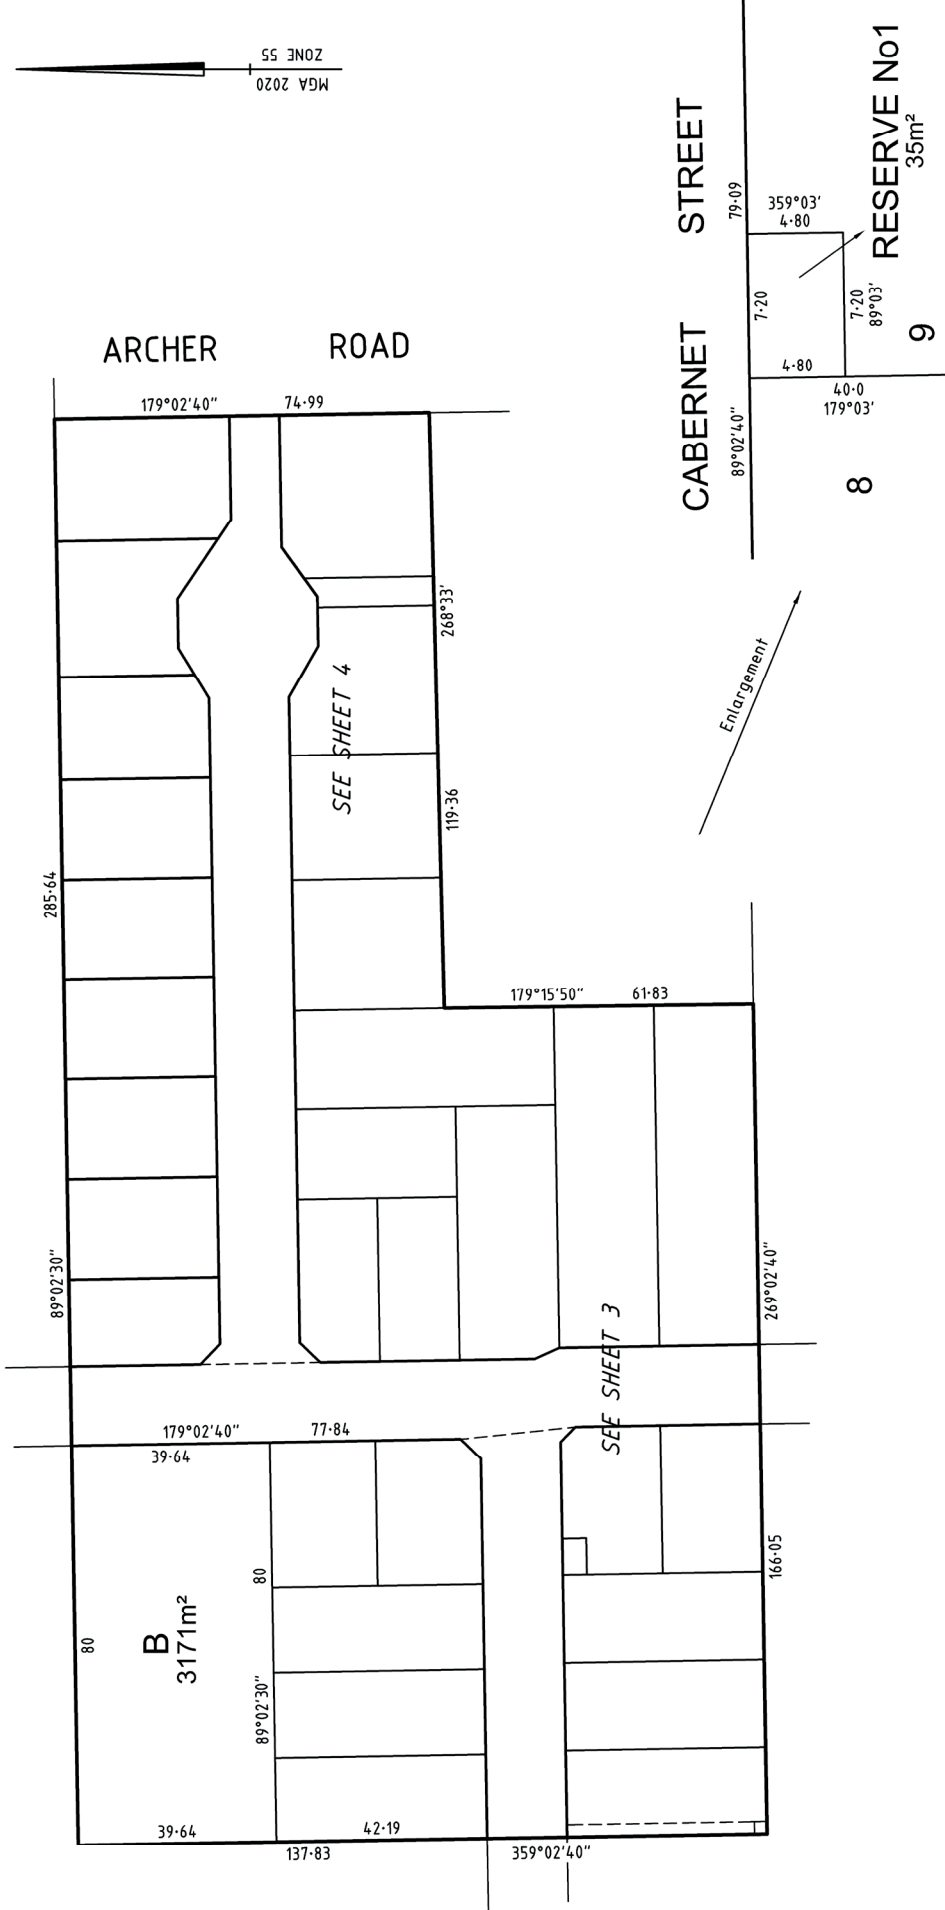 ZONE 55
MGA 2020
CABERNET STREET
79·09
359°03'
4·80
RESERVE No1
35m²
7·20
7·20
89°03'
4·80
40·0
179°03'
89°02'40"
9
8
ARCHER ROAD
179°02'40"
74·99
268°33'
SEE SHEET 4
119·36
Enlargement
285·64
179°15'50"
61·83
89°02'30"
269°02'40"
SEE SHEET 3
179°02'40"
77·84
39·64
80
80
B
3171m²
89°02'30"
166·05
39·64
42·19
137·83
359°02'40"